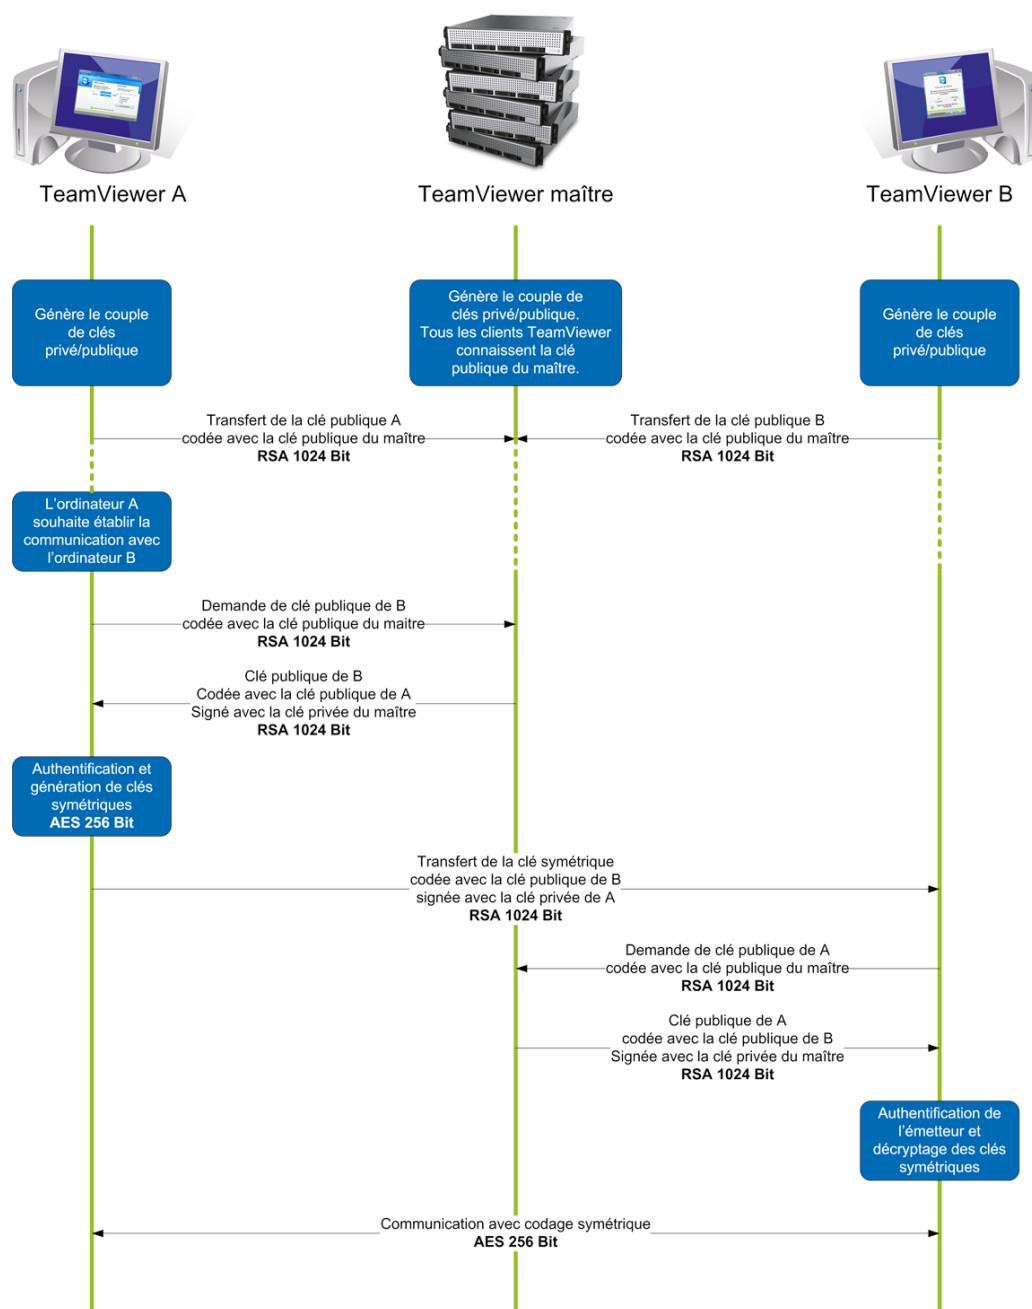 TeamViewer A
TeamViewer maître
TeamViewer B
Génère le couple
de clés
privé/publique
Génère le couple de
clés privé/publique.
Tous les clients TeamViewer
connaissent la clé
publique du maître.
Génère le couple
de clés
privé/publique
Transfert de la clé publique A
codée avec la clé publique du maître
RSA 1024 Bit
Transfert de la clé publique B
codée avec la clé publique du maître
RSA 1024 Bit
L'ordinateur A
souhaite établir la
communication avec
l'ordinateur B
Demande de clé publique de B
codée avec la clé publique du maitre
RSA 1024 Bit
Clé publique de B
Codée avec la clé publique de A
Signé avec la clé privée du maître
RSA 1024 Bit
Authentification et
génération de clés
symétriques
AES 256 Bit
Transfert de la clé symétrique
codée avec la clé publique de B
signée avec la clé privée de A
RSA 1024 Bit
Demande de clé publique de A
codée avec la clé publique du maître
RSA 1024 Bit
Clé publique de A
codée avec la clé publique de B
Signée avec la clé privée du maître
RSA 1024 Bit
Authentification de
l'émetteur et
décryptage des clés
symétriques
Communication avec codage symétrique
AES 256 Bit